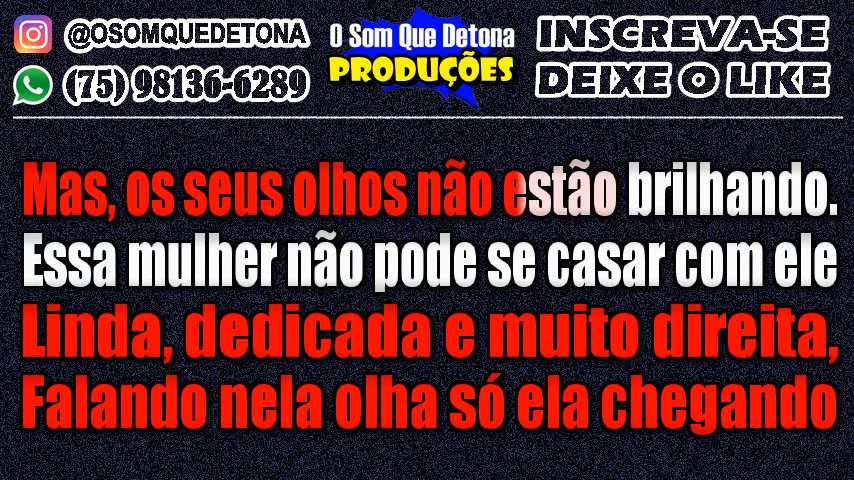 @OSOMQUEDETONA
(75) 98136-6289
O Som Que Detona
PRODUÇÕES
INSCREVA-SE
DEIXE O LIKE
Mas, os seus olhos não estão brilhando.
Essa mulher não pode se casar com ele
Linda, dedicada e muito direita,
Falando nela olha só ela chegando